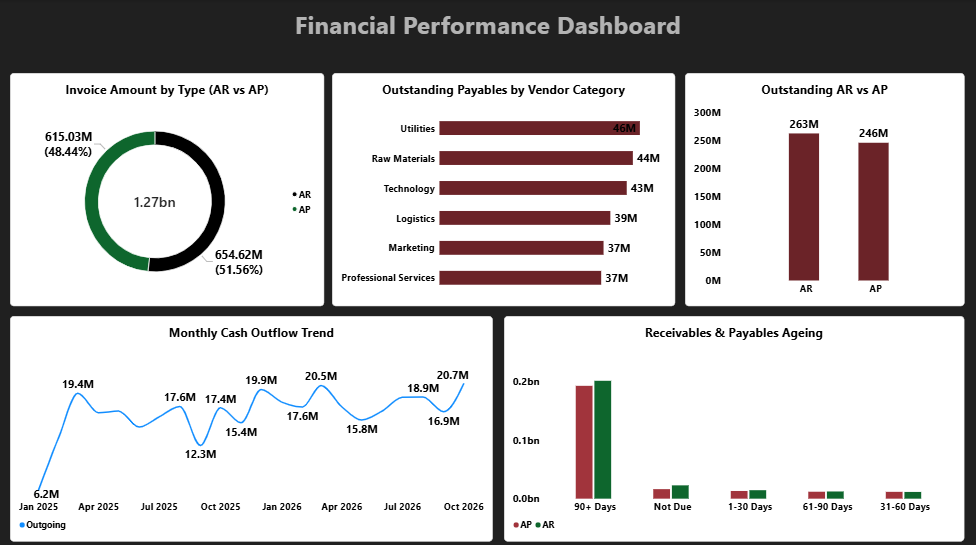 Financial Performance Dashboard
Invoice Amount by Type (AR vs AP)
615.03M
(48.44%)
1.27bn
AR
AP
654.62M
(51.56%)
Outstanding Payables by Vendor Category
Utilities 46M
Raw Materials 44M
Technology 43M
Logistics 39M
Marketing 37M
Professional Services 37M
Outstanding AR vs AP
300M
250M
200M
150M
100M
50M
0M
263M
246M
AR AP
Monthly Cash Outflow Trend
6.2M
19.4M
17.6M
12.3M
17.4M
15.4M
19.9M
17.6M
20.5M
15.8M
18.9M
16.9M
20.7M
Jan 2025 Apr 2025 Jul 2025 Oct 2025 Jan 2026 Apr 2026 Jul 2026 Oct 2026
Outgoing
Receivables & Payables Ageing
0.2bn
0.1bn
0.0bn
90+ Days Not Due 1-30 Days 61-90 Days 31-60 Days
AP AR